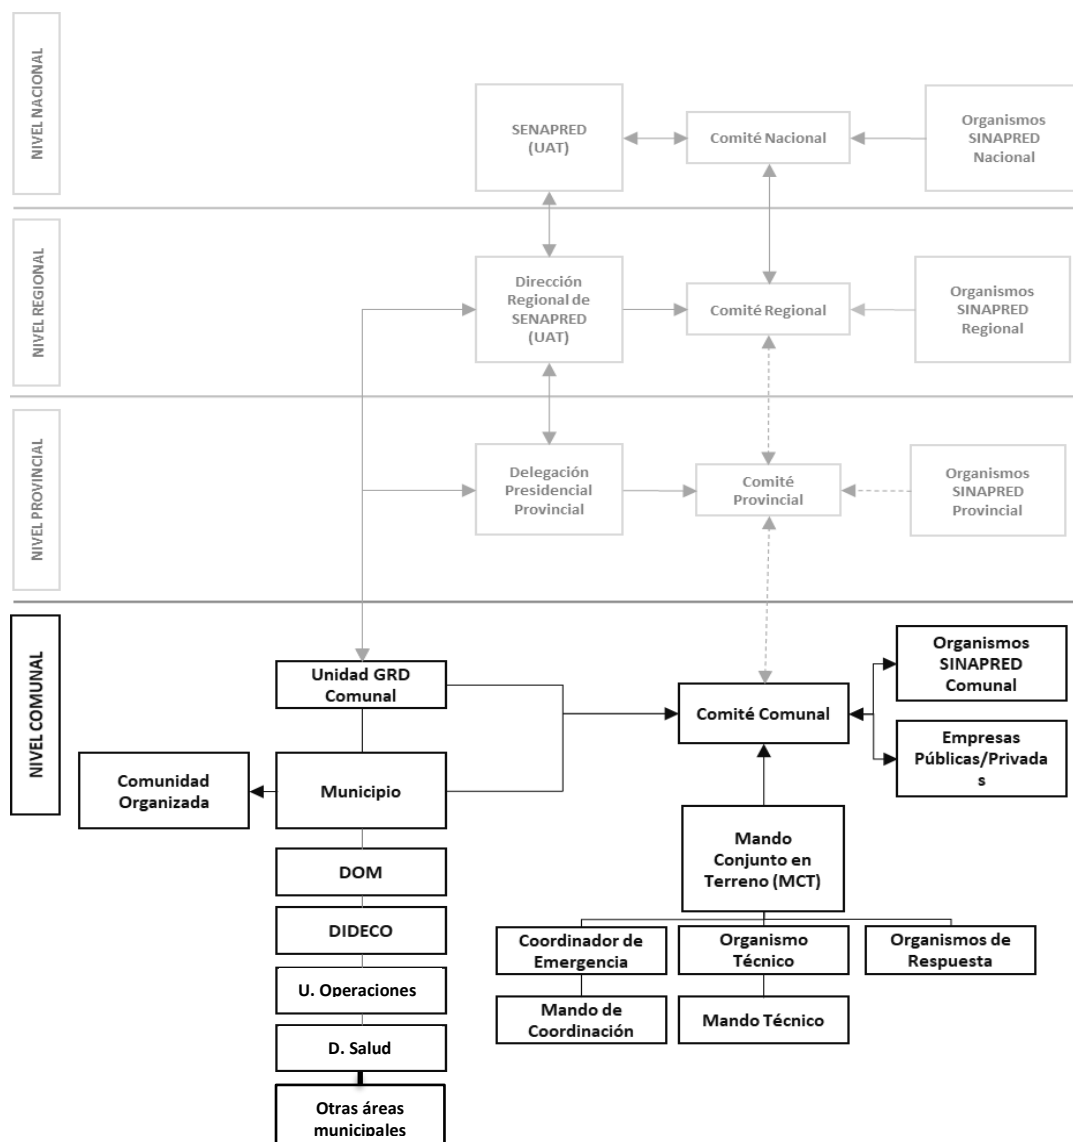 NIVEL NACIONAL
SENAPRED
(UAT)
Comité Nacional
Organismos
SINAPRED
Nacional
NIVEL REGIONAL
Dirección
Regional de
SENAPRED
(UAT)
Comité Regional
Organismos
SINAPRED
Regional
NIVEL PROVINCIAL
Delegación
Presidencial
Provincial
Comité
Provincial
Organismos
SINAPRED
Provincial
NIVEL COMUNAL
Unidad GRD
Comunal
Comité Comunal
Organismos
SINAPRED
Comunal
Empresas
Públicas/Privada
s
Comunidad
Organizada
Municipio
DOM
DIDECO
U. Operaciones
D. Salud
Otras áreas
municipales
Mando
Conjunto en
Terreno (MCT)
Coordinador de
Emergencia
Organismo
Técnico
Organismos de
Respuesta
Mando de
Coordinación
Mando Técnico